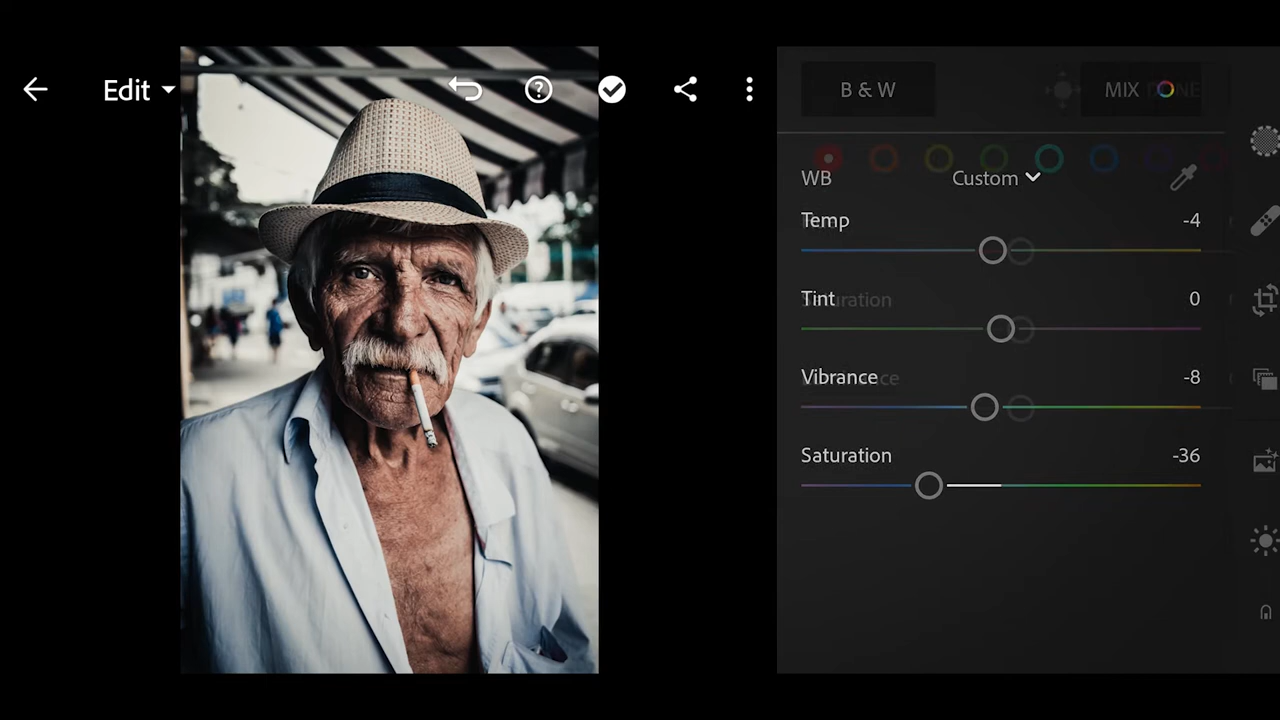 Edit
B & W
MIX
WB
Custom
Temp
-4
Tint
0
Vibrance
-8
Saturation
-36